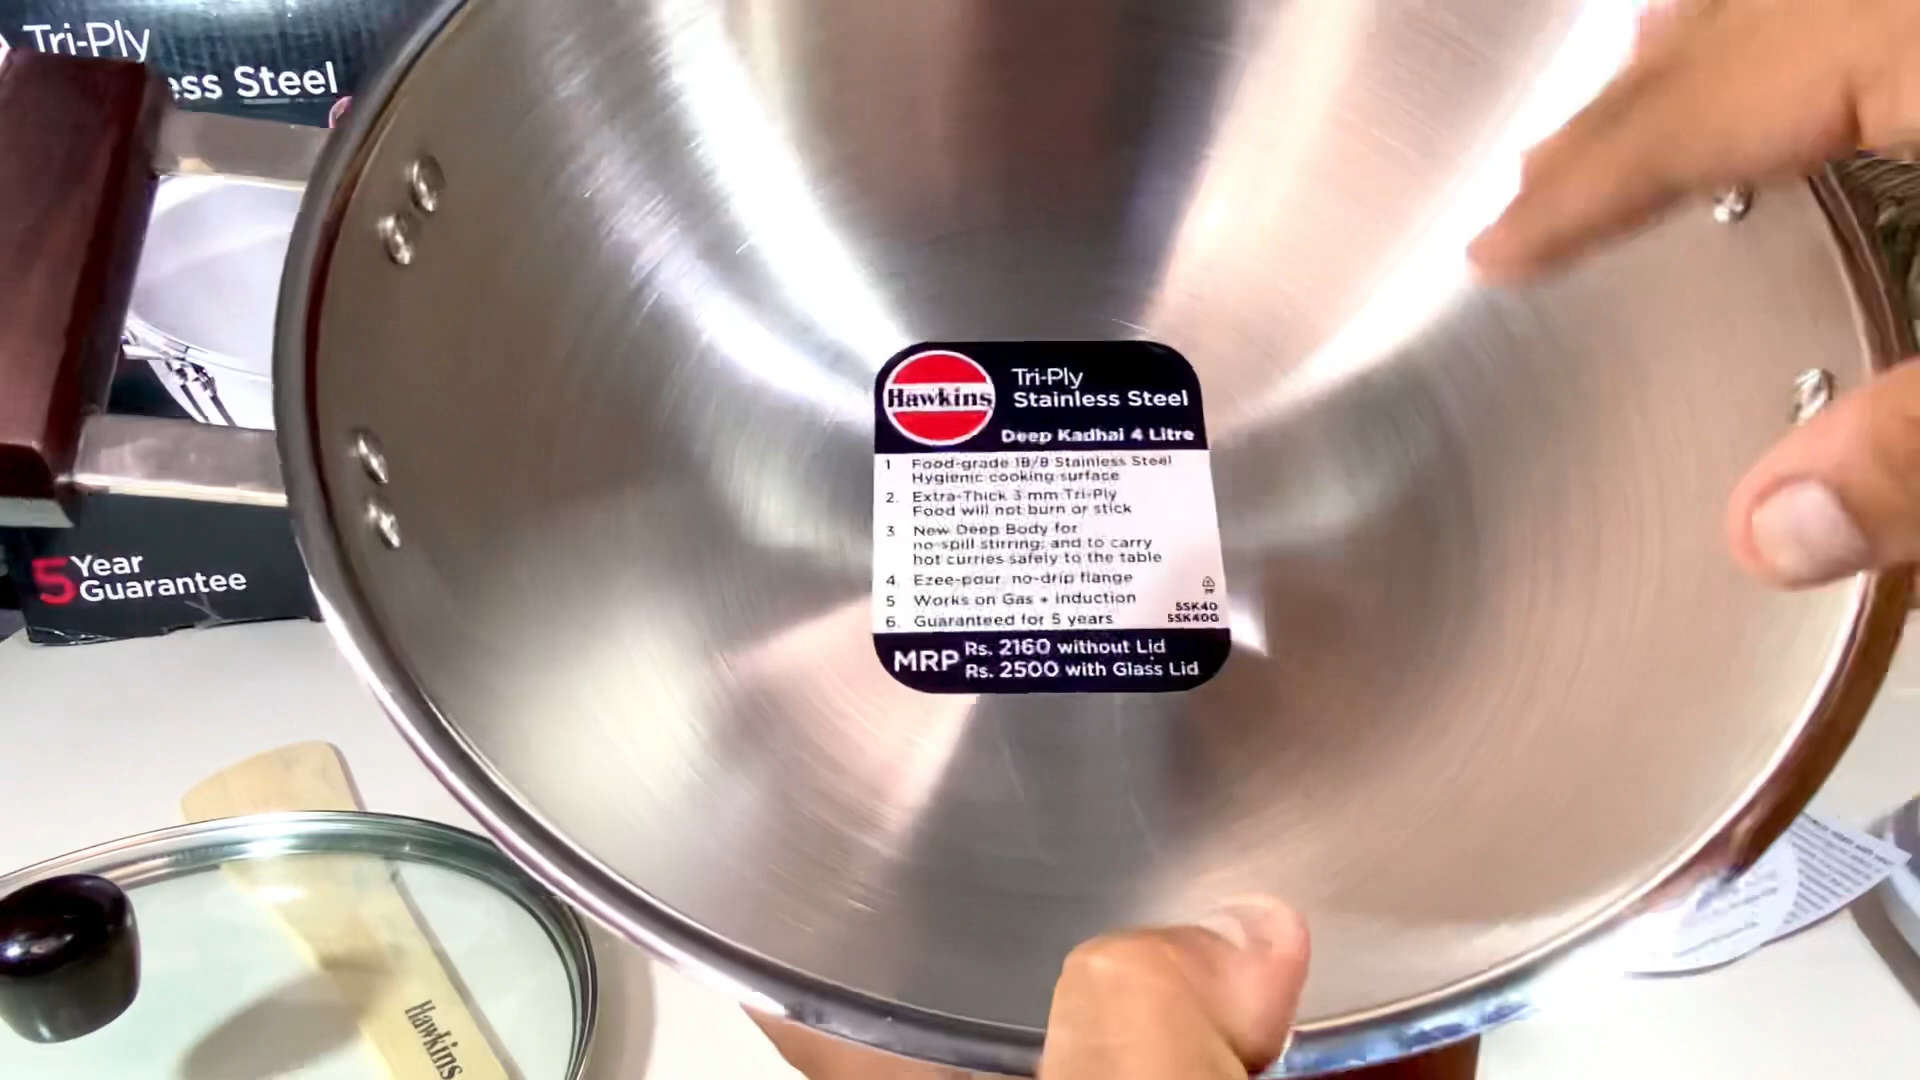 Tri-Ply
ess Steel
5 Year
Guarantee
Hawkins
Tri-Ply
Stainless Steel
Deep Kadhai 4 Litre
1 Food-grade 18/8 Stainless Steel
Hygienic cooking surface
2. Extra-Thick 3 mm Tri-Ply
Food will not burn or stick
3 New Deep Body for
no-spill stirring; and to carry
hot curries safely to the table
4. Ezee-pour no-drip flange
5 Works on Gas + Induction
6. Guaranteed for 5 years
SSK40
SSK40G
MRP Rs. 2160 without Lid
Rs. 2500 with Glass Lid
Hawkins